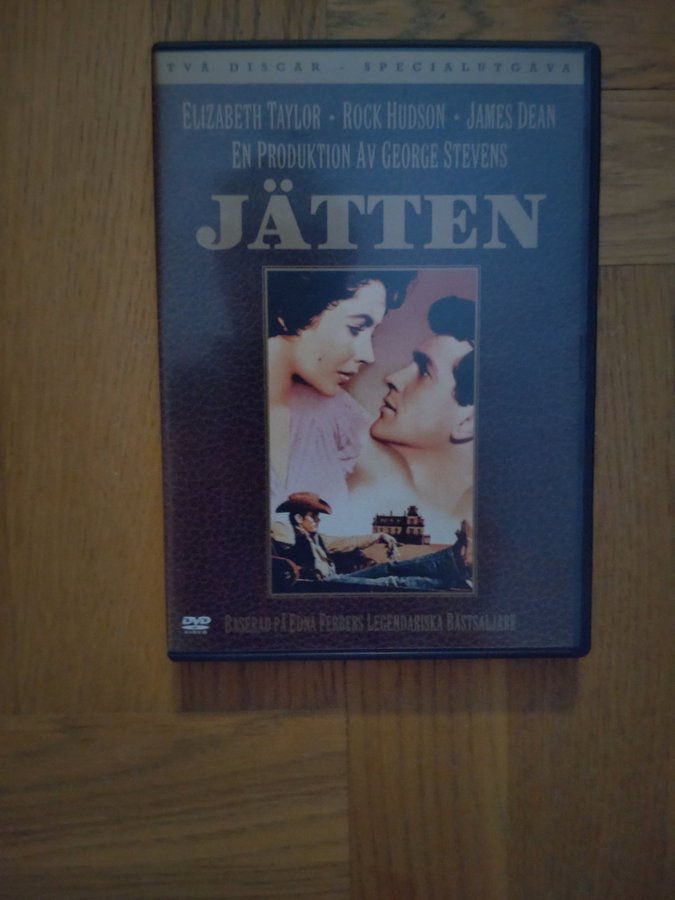 TVÅ DISCAR - SPECIALUTGÅVA
ELIZABETH TAYLOR • ROCK HUDSON • JAMES DEAN
EN PRODUKTION AV GEORGE STEVENS
JÄTTEN
DVD
VIDEO
BASERAD PÅ EDNA FERBERS LEGENDARISKA BÄSTSÄLJARE